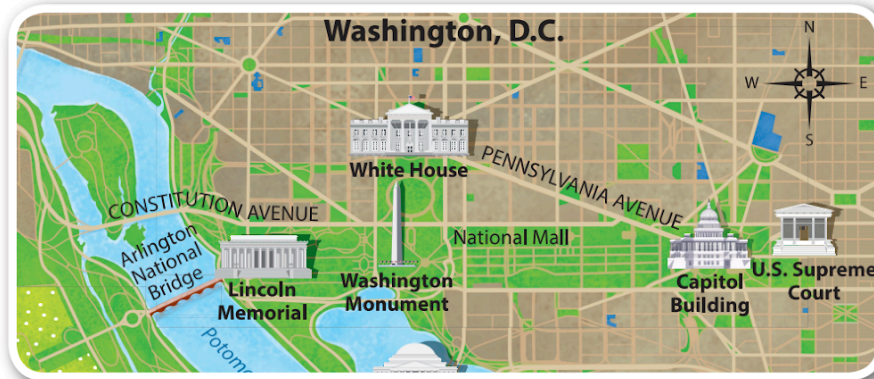 Washington, D.C.
N
W E
S
White House
PENNSYLVANIA AVENUE
CONSTITUTION AVENUE
National Mall
Arlington
National
Bridge
Lincoln
Memorial
Washington
Monument
Capitol
Building
U.S. Supreme
Court